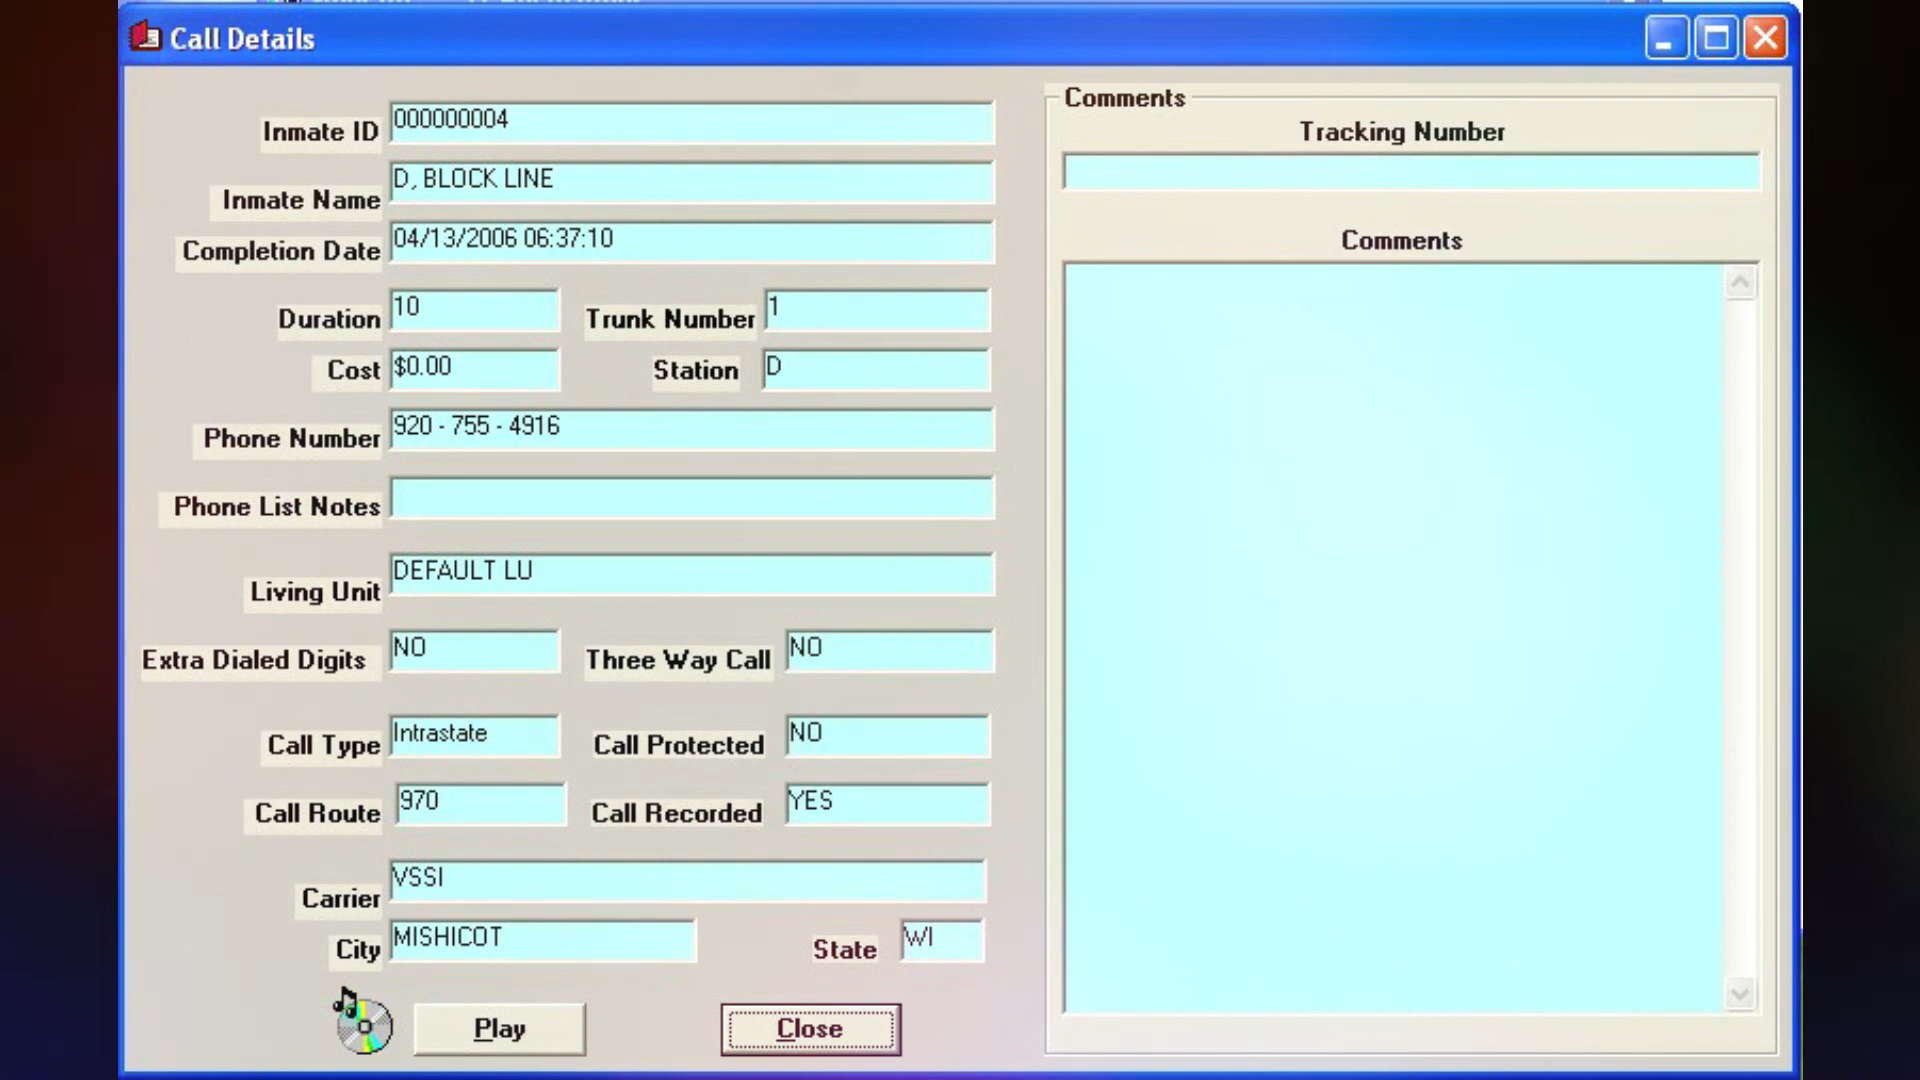 Call Details
Inmate ID 000000004
Inmate Name D, BLOCK LINE
Completion Date 04/13/2006 06:37:10
Duration 10 Trunk Number 1
Cost $0.00 Station D
Phone Number 920 - 755 - 4916
Phone List Notes
Living Unit DEFAULT LU
Extra Dialed Digits NO Three Way Call NO
Call Type Intrastate Call Protected NO
Call Route 970 Call Recorded YES
Carrier VSSI
City MISHICOT State WI
Play Close
Comments
Tracking Number
Comments